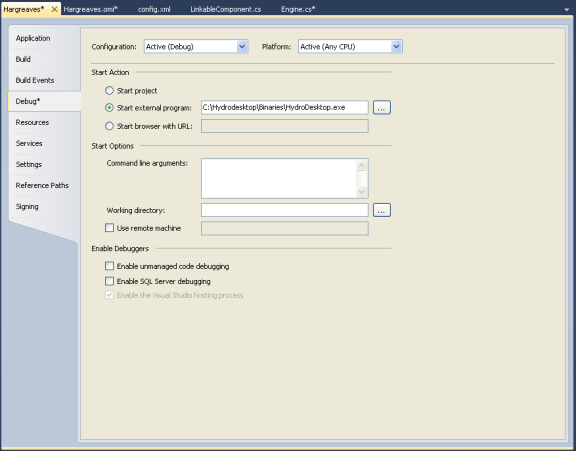 Hargreaves* X Hargreaves.omi* config.xml LinkableComponent.cs Engine.cs*
Application
Build
Build Events
Debug*
Resources
Services
Settings
Reference Paths
Signing
Configuration: Active (Debug) Platform: Active (Any CPU)
Start Action
Start project
Start external program: C:\Hydrodesktop\Binaries\HydroDesktop.exe ...
Start browser with URL:
Start Options
Command line arguments:
Working directory: ...
Use remote machine
Enable Debuggers
Enable unmanaged code debugging
Enable SQL Server debugging
Enable the Visual Studio hosting process